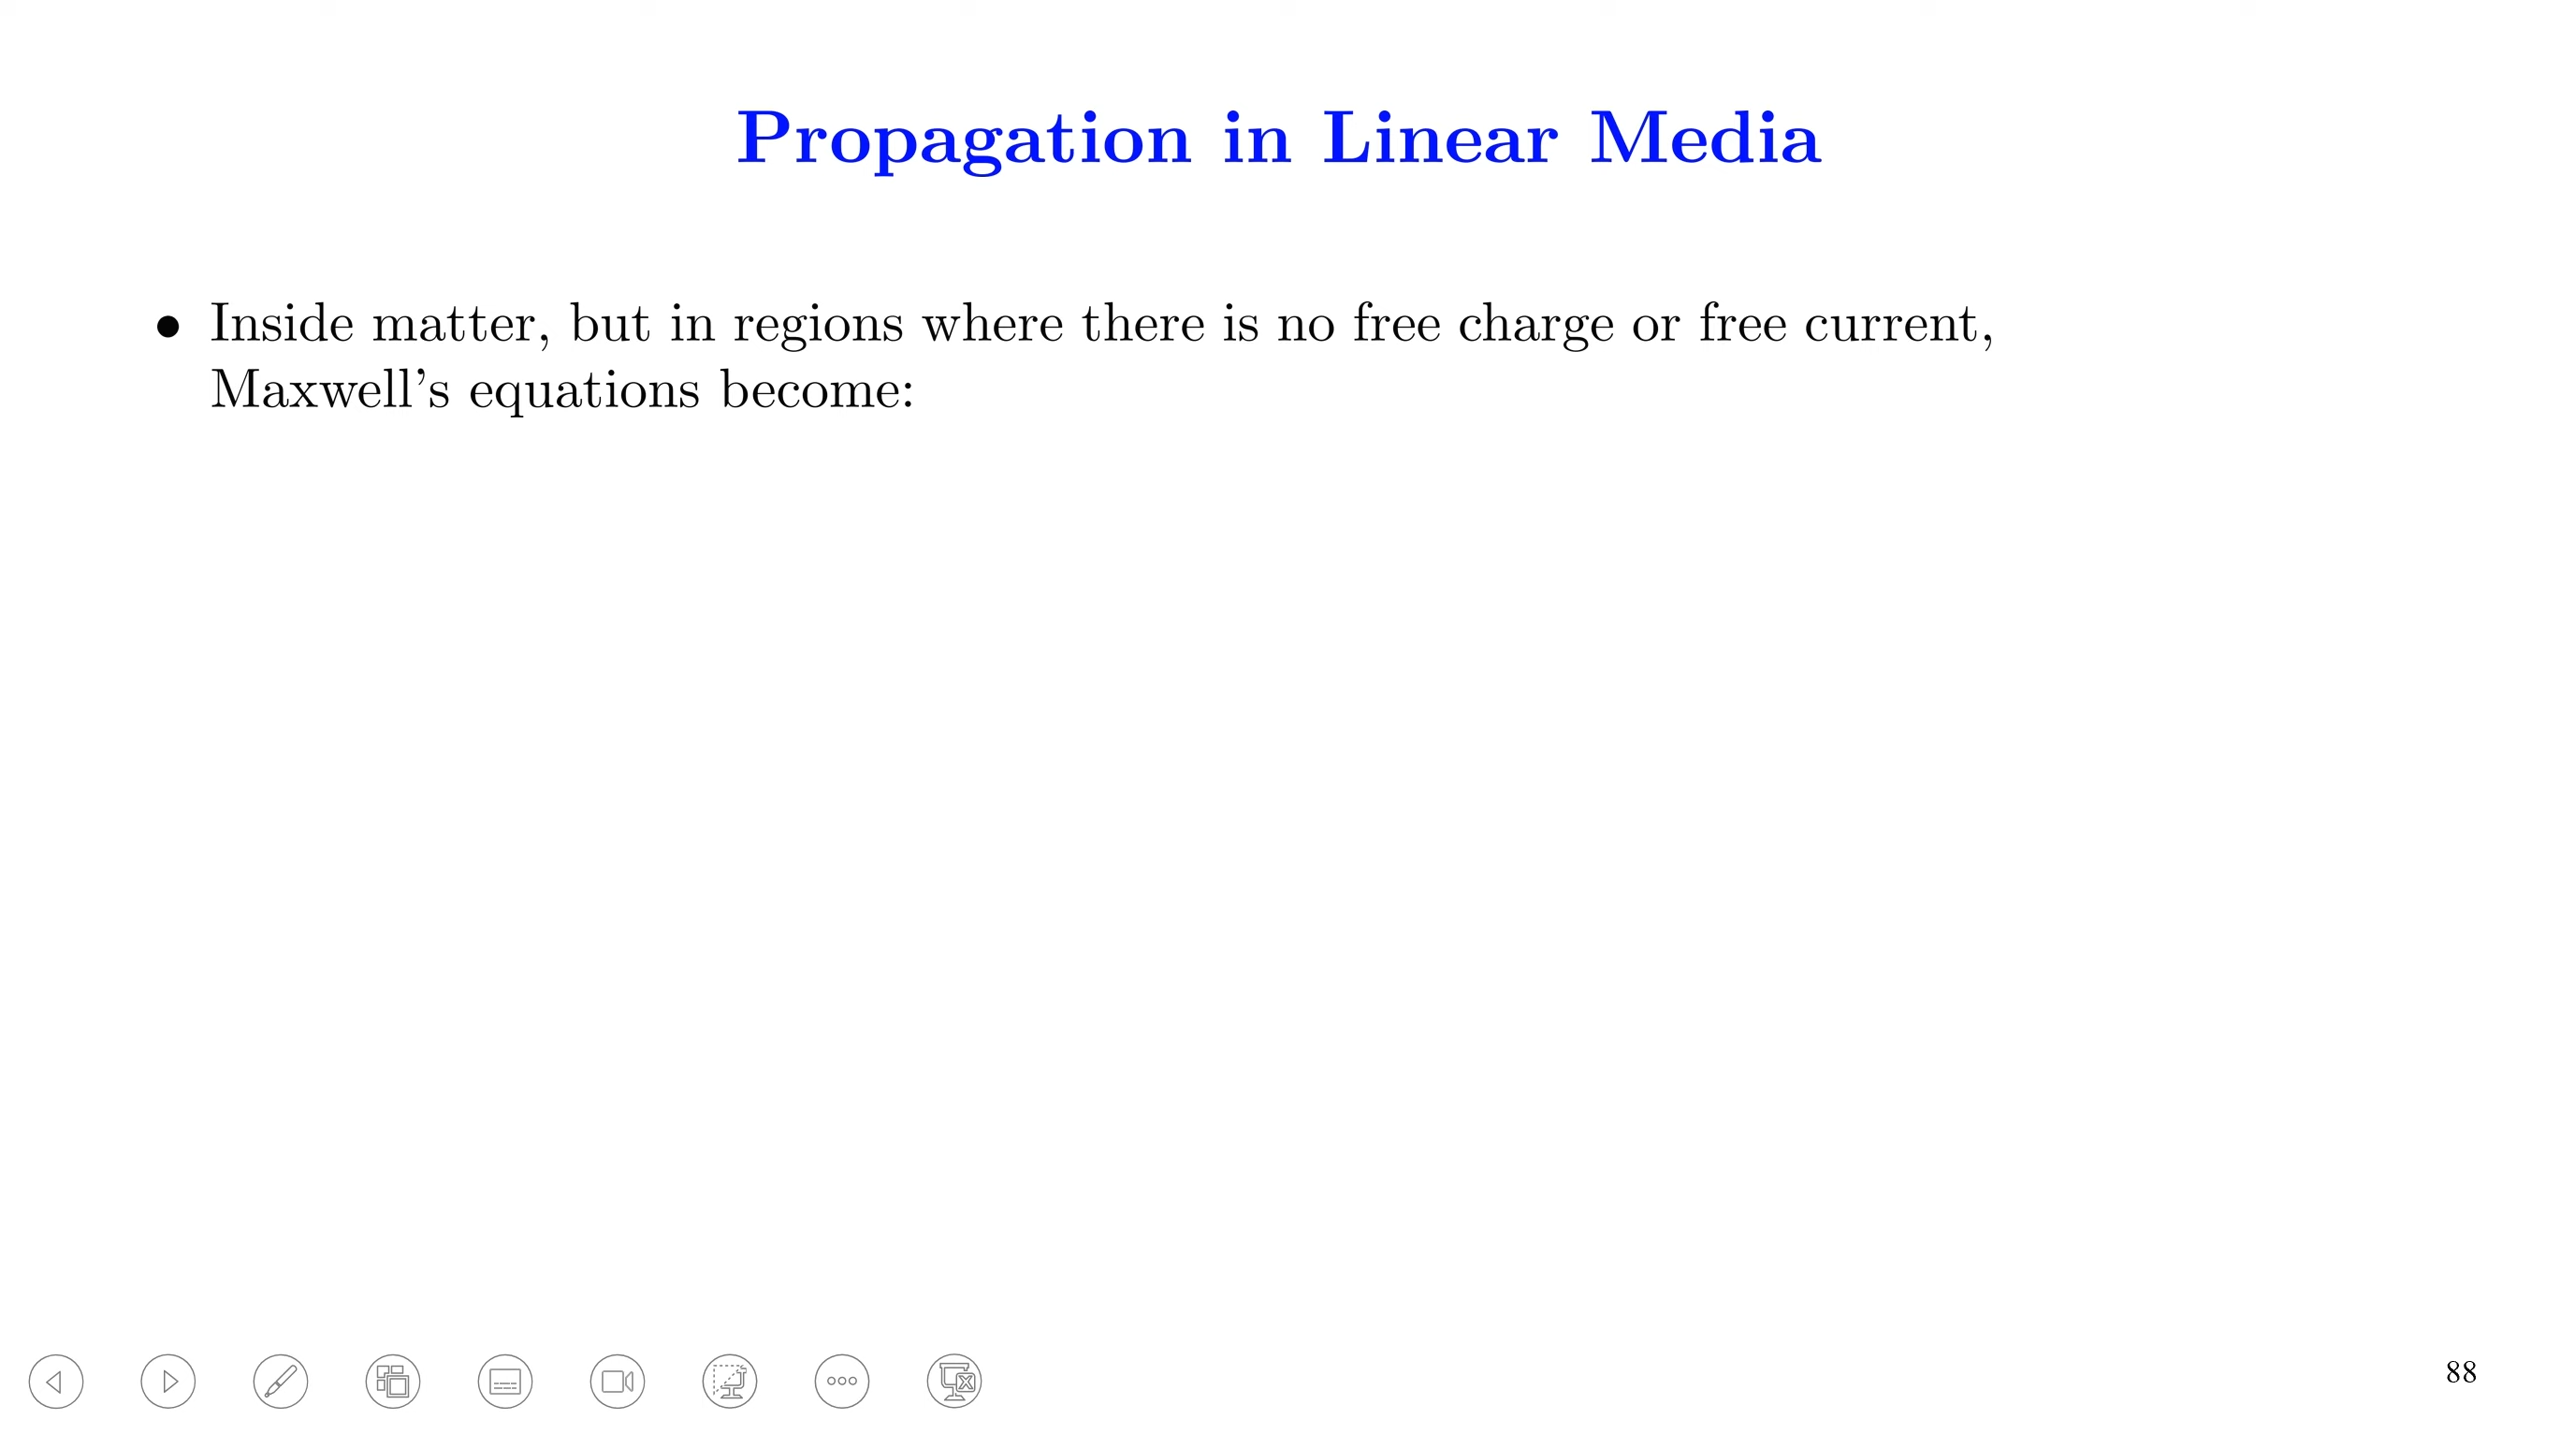 Propagation in Linear Media
• Inside matter, but in regions where there is no free charge or free current,
Maxwell's equations become:
88